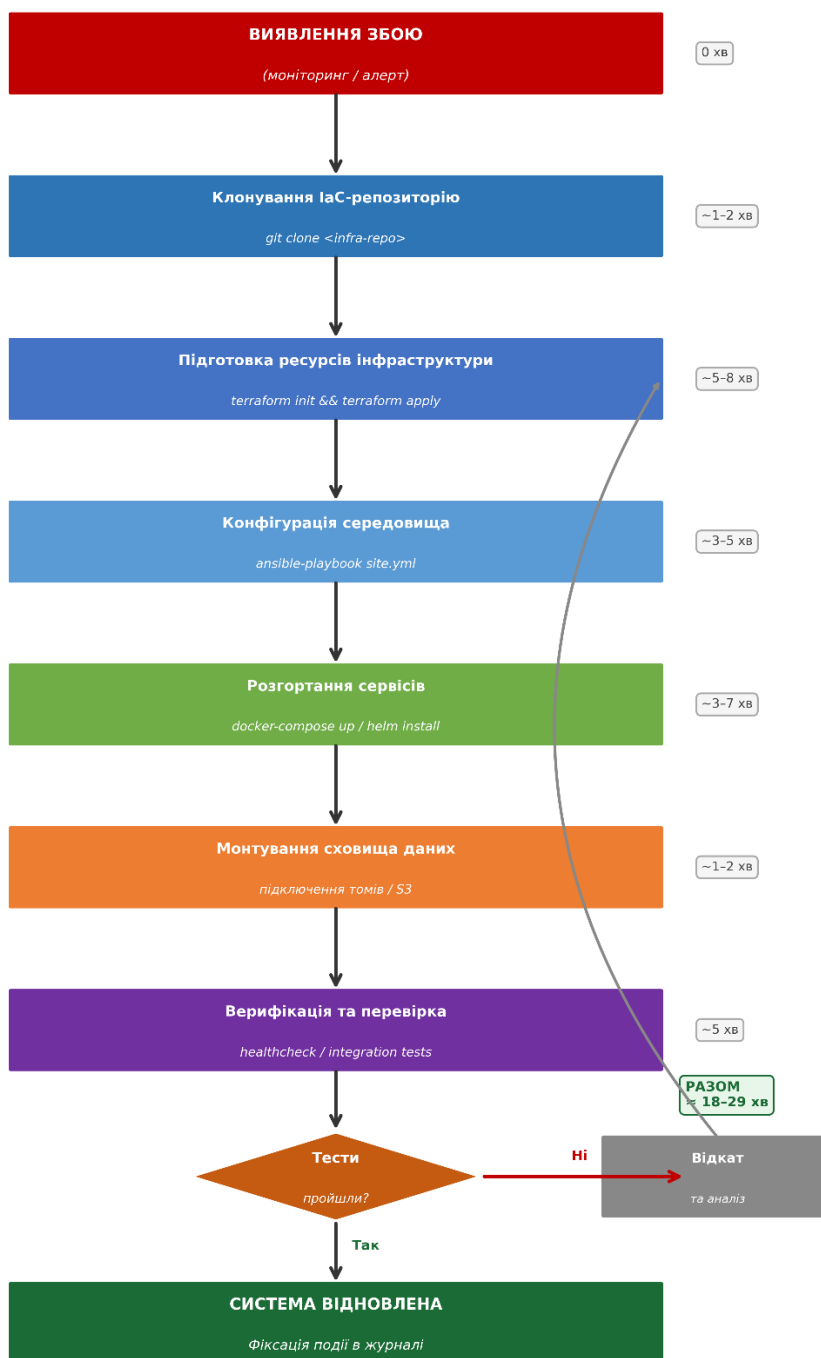 ВИЯВЛЕННЯ ЗБОЮ
(моніторинг / алерт)
0 хв
Клонування IaC-репозиторію
git clone <infra-repo>
~1–2 хв
Підготовка ресурсів інфраструктури
terraform init && terraform apply
~5–8 хв
Конфігурація середовища
ansible-playbook site.yml
~3–5 хв
Розгортання сервісів
docker-compose up / helm install
~3–7 хв
Монтування сховища даних
підключення томів / S3
~1–2 хв
Верифікація та перевірка
healthcheck / integration tests
~5 хв
РАЗОМ
≈ 18–29 хв
Тести
пройшли?
Ні
Відкат
та аналіз
Так
СИСТЕМА ВІДНОВЛЕНА
Фіксація події в журналі